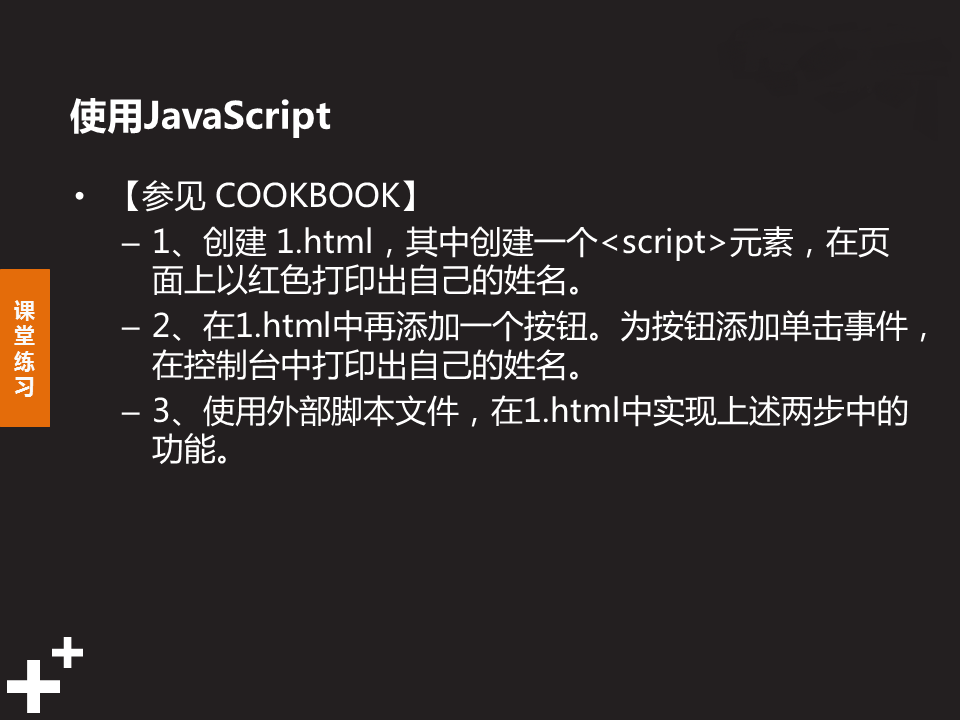 使用JavaScript
• 【参见 COOKBOOK】
– 1、创建 1.html，其中创建一个<script>元素，在页
面上以红色打印出自己的姓名。
– 2、在1.html中再添加一个按钮。为按钮添加单击事件，
在控制台中打印出自己的姓名。
– 3、使用外部脚本文件，在1.html中实现上述两步中的
功能。
课
堂
练
习